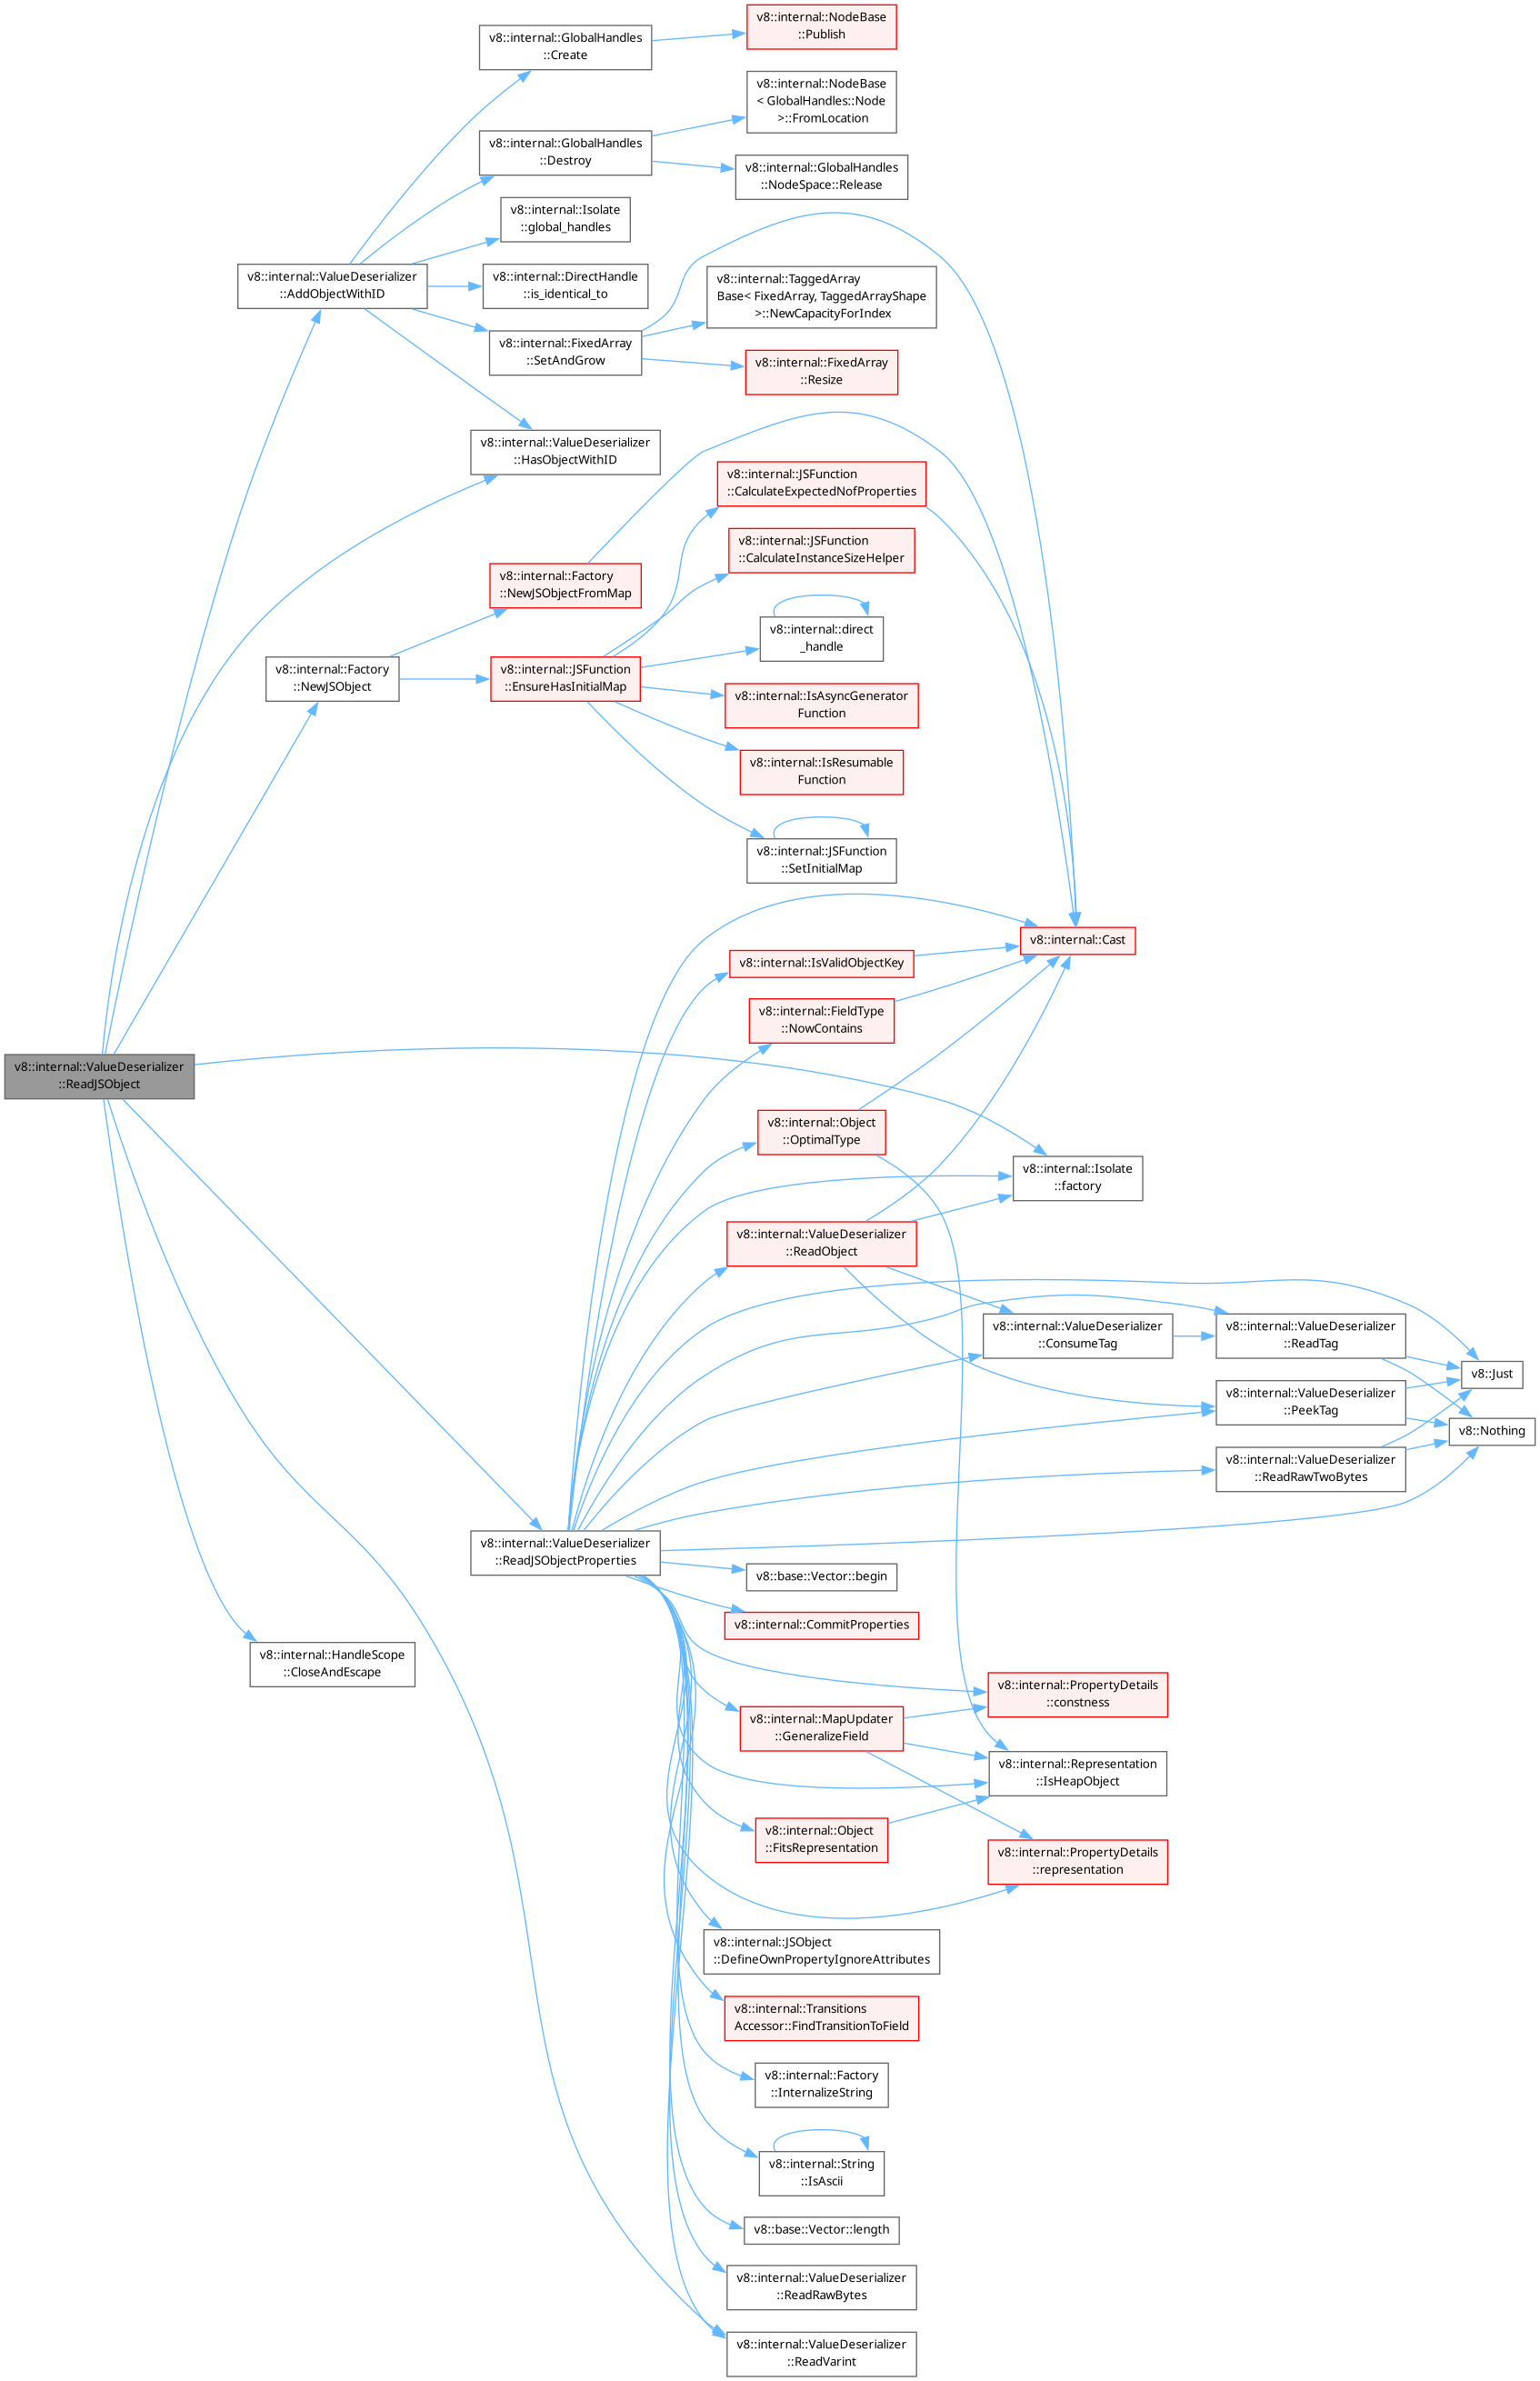 v8::internal::NodeBase
::Publish
v8::internal::GlobalHandles
::Create
v8::internal::NodeBase
< GlobalHandles::Node
>::FromLocation
v8::internal::GlobalHandles
::Destroy
v8::internal::GlobalHandles
::NodeSpace::Release
v8::internal::Isolate
::global_handles
v8::internal::ValueDeserializer
::AddObjectWithID
v8::internal::DirectHandle
::is_identical_to
v8::internal::TaggedArray
Base< FixedArray, TaggedArrayShape
>::NewCapacityForIndex
v8::internal::FixedArray
::SetAndGrow
v8::internal::FixedArray
::Resize
v8::internal::ValueDeserializer
::HasObjectWithID
v8::internal::JSFunction
::CalculateExpectedNofProperties
v8::internal::JSFunction
::CalculateInstanceSizeHelper
v8::internal::Factory
::NewJSObjectFromMap
v8::internal::direct
_handle
v8::internal::Factory
::NewJSObject
v8::internal::JSFunction
::EnsureHasInitialMap
v8::internal::IsAsyncGenerator
Function
v8::internal::IsResumable
Function
v8::internal::JSFunction
::SetInitialMap
v8::internal::Cast
v8::internal::IsValidObjectKey
v8::internal::FieldType
::NowContains
v8::internal::ValueDeserializer
::ReadJSObject
v8::internal::Object
::OptimalType
v8::internal::Isolate
::factory
v8::internal::ValueDeserializer
::ReadObject
v8::internal::ValueDeserializer
::ConsumeTag
v8::internal::ValueDeserializer
::ReadTag
v8::Just
v8::internal::ValueDeserializer
::PeekTag
v8::Nothing
v8::internal::ValueDeserializer
::ReadRawTwoBytes
v8::internal::ValueDeserializer
::ReadJSObjectProperties
v8::base::Vector::begin
v8::internal::CommitProperties
v8::internal::HandleScope
::CloseAndEscape
v8::internal::PropertyDetails
::constness
v8::internal::MapUpdater
::GeneralizeField
v8::internal::Representation
::IsHeapObject
v8::internal::Object
::FitsRepresentation
v8::internal::PropertyDetails
::representation
v8::internal::JSObject
::DefineOwnPropertyIgnoreAttributes
v8::internal::Transitions
Accessor::FindTransitionToField
v8::internal::Factory
::InternalizeString
v8::internal::String
::IsAscii
v8::base::Vector::length
v8::internal::ValueDeserializer
::ReadRawBytes
v8::internal::ValueDeserializer
::ReadVarint